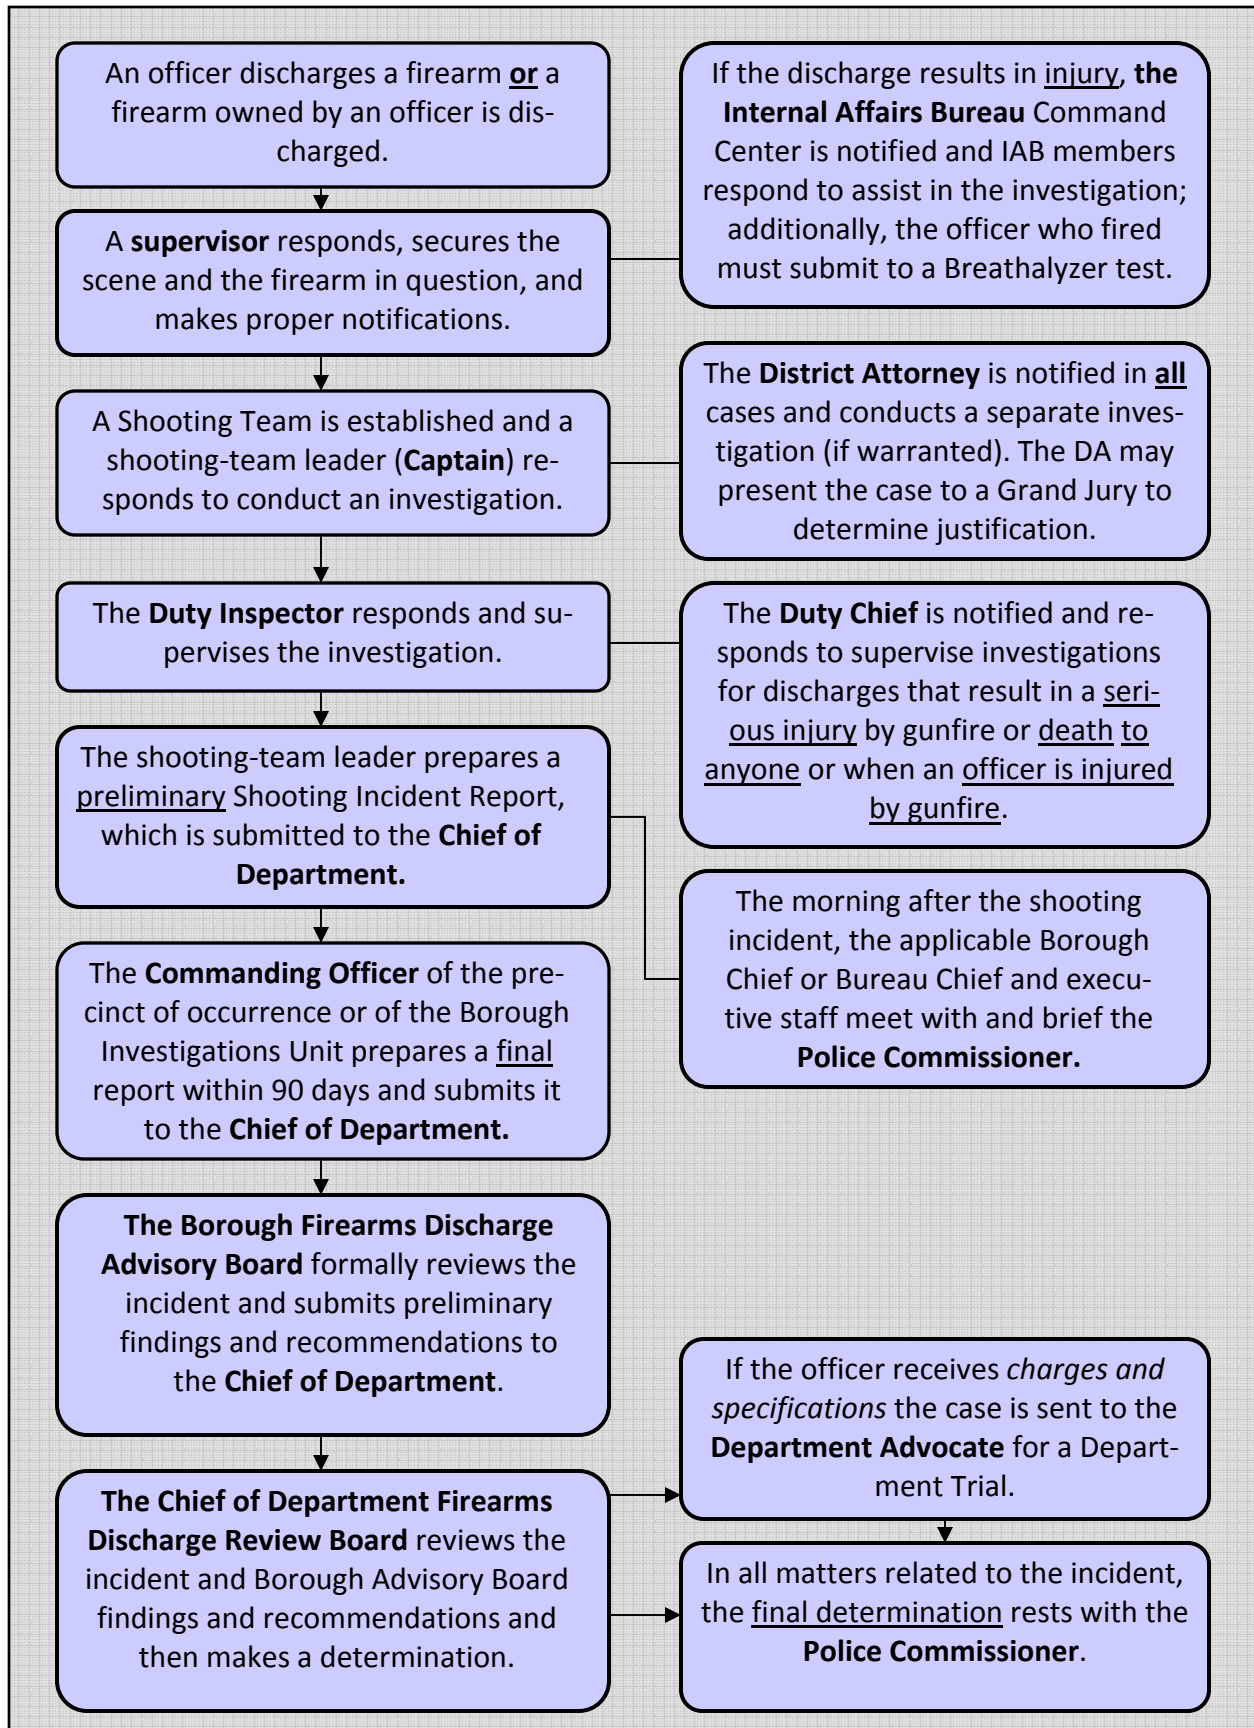 An officer discharges a firearm or a
firearm owned by an officer is dis-
charged.
If the discharge results in injury, the
Internal Affairs Bureau Command
Center is notified and IAB members
respond to assist in the investigation;
additionally, the officer who fired
must submit to a Breathalyzer test.
A supervisor responds, secures the
scene and the firearm in question, and
makes proper notifications.
The District Attorney is notified in all
cases and conducts a separate inves-
tigation (if warranted). The DA may
present the case to a Grand Jury to
determine justification.
A Shooting Team is established and a
shooting-team leader (Captain) re-
sponds to conduct an investigation.
The Duty Inspector responds and su-
pervises the investigation.
The Duty Chief is notified and re-
sponds to supervise investigations
for discharges that result in a seri-
ous injury by gunfire or death to
anyone or when an officer is injured
by gunfire.
The shooting-team leader prepares a
preliminary Shooting Incident Report,
which is submitted to the Chief of
Department.
The morning after the shooting
incident, the applicable Borough
Chief or Bureau Chief and execu-
tive staff meet with and brief the
Police Commissioner.
The Commanding Officer of the pre-
cinct of occurrence or of the Borough
Investigations Unit prepares a final
report within 90 days and submits it
to the Chief of Department.
The Borough Firearms Discharge
Advisory Board formally reviews the
incident and submits preliminary
findings and recommendations to
the Chief of Department.
If the officer receives charges and
specifications the case is sent to the
Department Advocate for a Depart-
ment Trial.
The Chief of Department Firearms
Discharge Review Board reviews the
incident and Borough Advisory Board
findings and recommendations and
then makes a determination.
In all matters related to the incident,
the final determination rests with the
Police Commissioner.